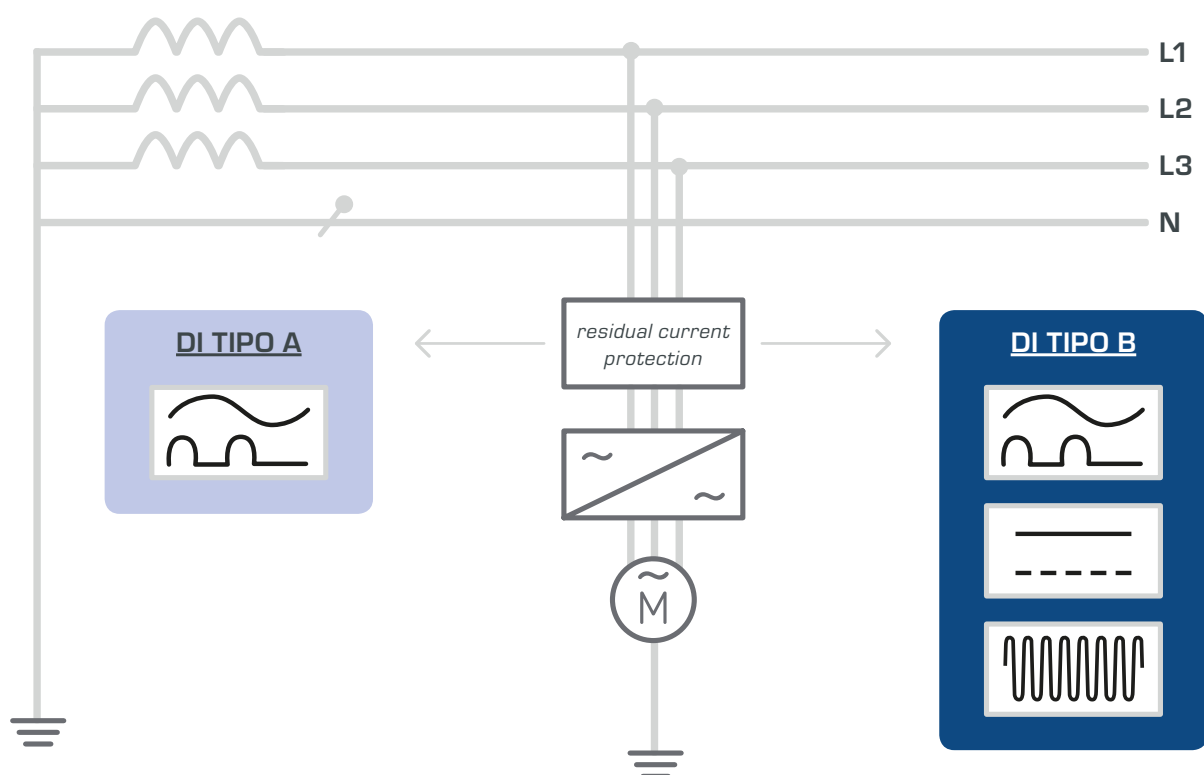 L1
L2
L3
N
DI TIPO A
residual current
protection
DI TIPO B
M